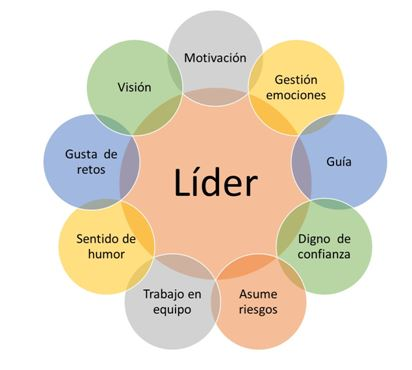 Motivación
Gestión
emociones
Guía
Digno de
confianza
Asume
riesgos
Trabajo en
equipo
Sentido de
humor
Gusta de
retos
Visión
Líder